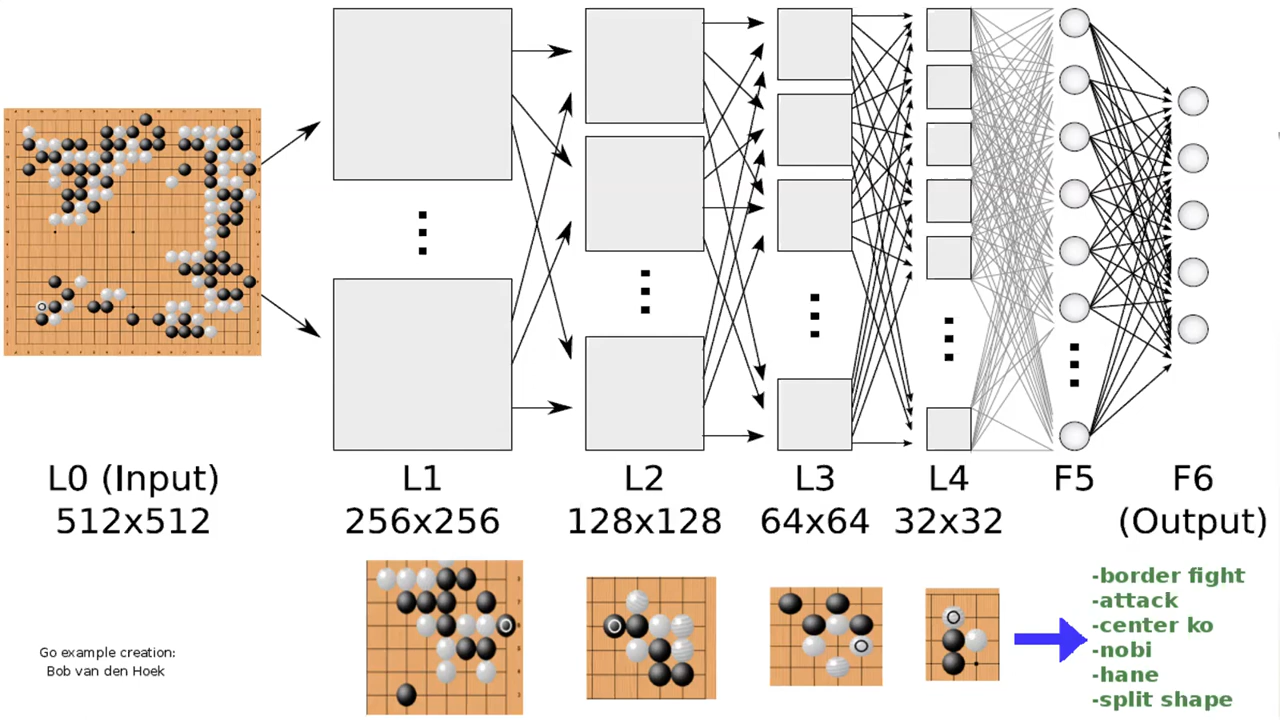 L0 (Input)
512x512
L1
256x256
L2
128x128
L3
64x64
L4
32x32
F5
F6
(Output)
Go example creation:
Bob van den Hoek
-border fight
-attack
-center ko
-nobi
-hane
-split shape